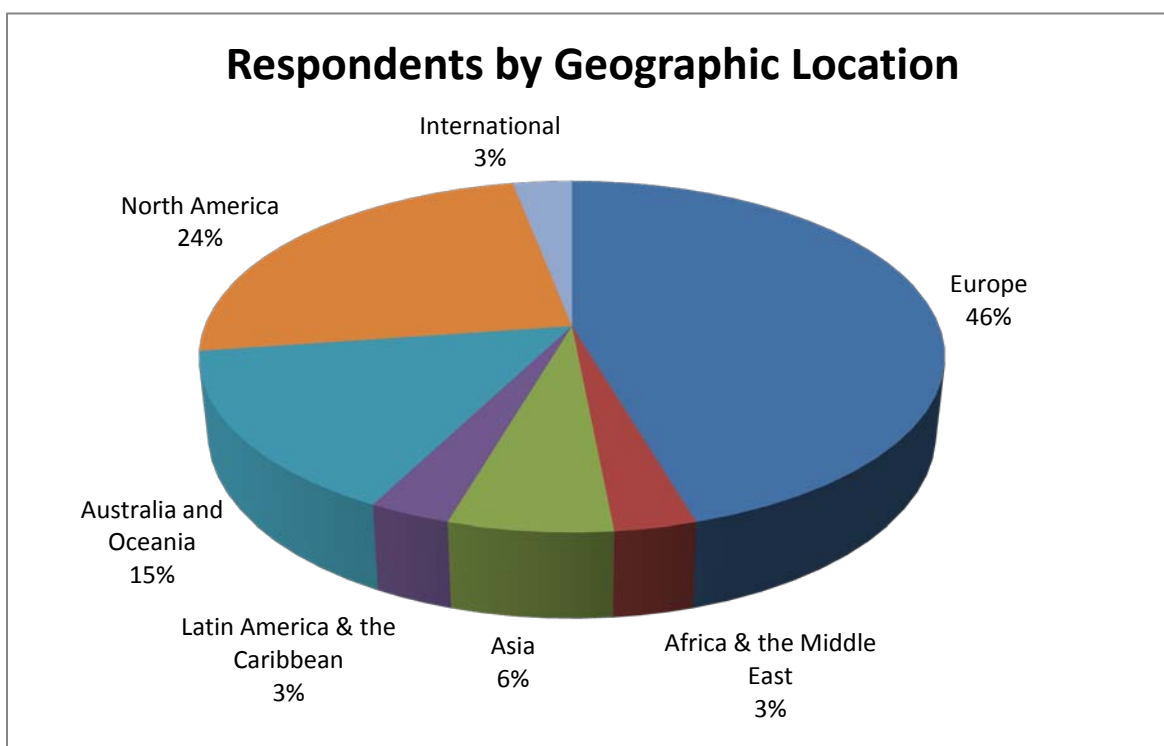 Respondents by Geographic Location
International
3%
North America
24%
Europe
46%
Australia and
Oceania
15%
Latin America & the
Caribbean
3%
Asia
6%
Africa & the Middle
East
3%